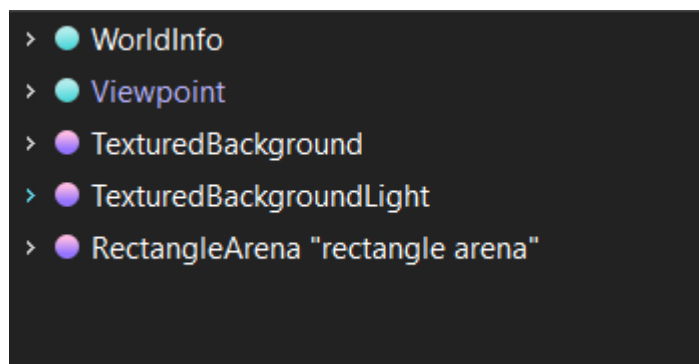 WorldInfo
Viewpoint
TexturedBackground
TexturedBackgroundLight
RectangleArena "rectangle arena"